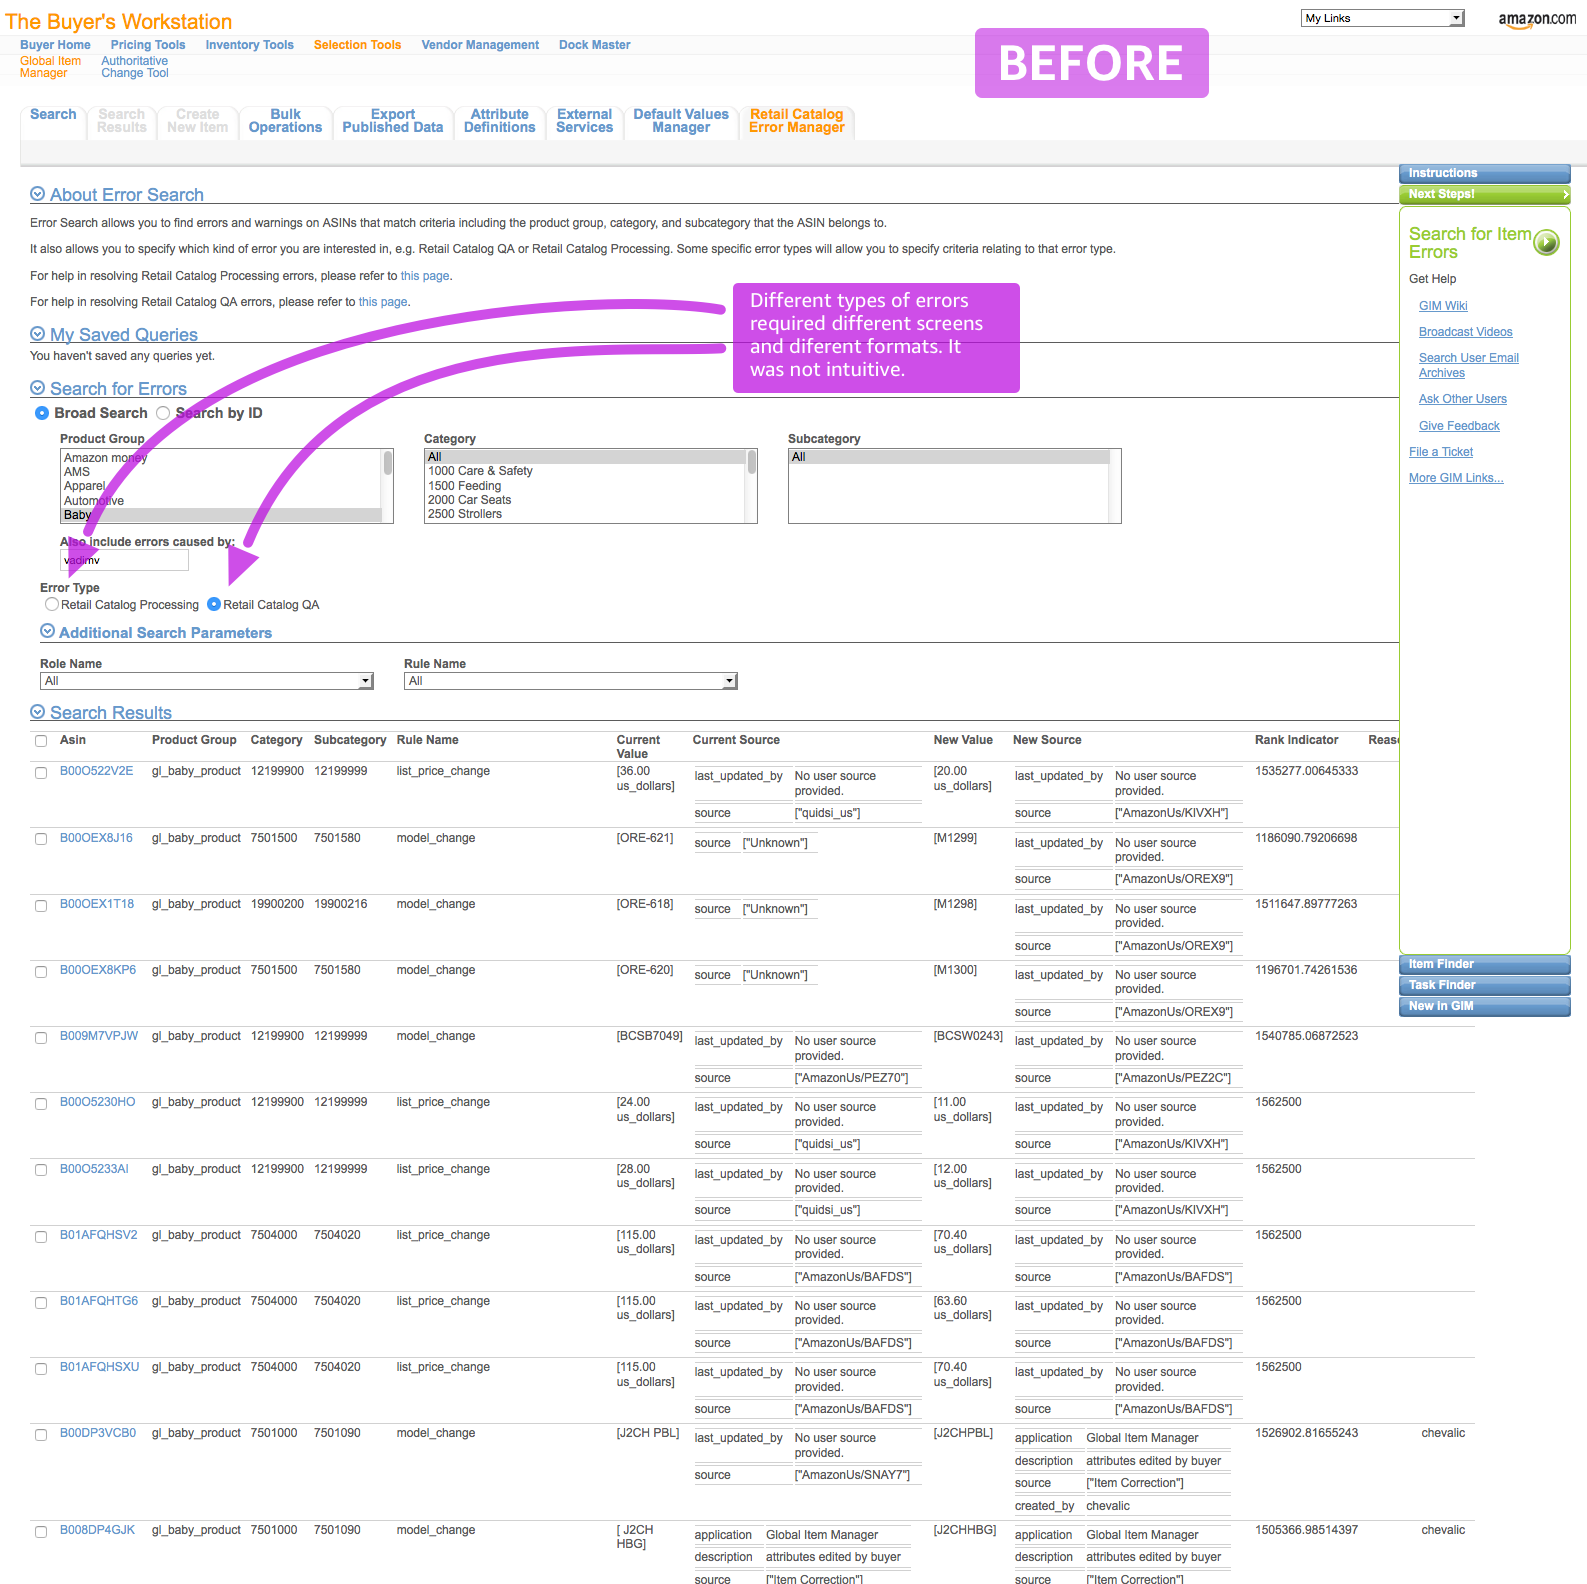 The Buyer's Workstation
My Links
amazon.com
Buyer Home Pricing Tools Inventory Tools Selection Tools Vendor Management Dock Master
Global Item Manager Authoritative Change Tool
BEFORE
Search Search Results Create New Item Bulk Operations Export Published Data Attribute Definitions External Services Default Values Manager Retail Catalog Error Manager
About Error Search
Error Search allows you to find errors and warnings on ASINs that match criteria including the product group, category, and subcategory that the ASIN belongs to.
It also allows you to specify which kind of error you are interested in, e.g. Retail Catalog QA or Retail Catalog Processing. Some specific error types will allow you to specify criteria relating to that error type.
For help in resolving Retail Catalog Processing errors, please refer to this page.
For help in resolving Retail Catalog QA errors, please refer to this page.
Different types of errors
required different screens
and diferent formats. It
was not intuitive.
My Saved Queries
You haven't saved any queries yet.
Search for Errors
Broad Search Search by ID
Product Group Category Subcategory
Amazon money All All
AMS 1000 Care & Safety
Apparel 1500 Feeding
Automotive 2000 Car Seats
Baby 2500 Strollers
Also include errors caused by:
vadimv
Error Type
Retail Catalog Processing Retail Catalog QA
Additional Search Parameters
Role Name Rule Name
All All
Instructions
Next Steps!
Search for Item
Errors
Get Help
GIM Wiki
Broadcast Videos
Search User Email
Archives
Ask Other Users
Give Feedback
File a Ticket
More GIM Links...
Item Finder
Task Finder
New in GIM
Search Results
Asin Product Group Category Subcategory Rule Name Current Value Current Source New Value New Source Rank Indicator Reas
B00O522V2E gl_baby_product 12199900 12199999 list_price_change [36.00 us_dollars] last_updated_by No user source provided. source ["quidsi_us"] [20.00 us_dollars] last_updated_by No user source provided. source ["AmazonUs/KIVXH"] 1535277.00645333
B00OEX8J16 gl_baby_product 7501500 7501580 model_change [ORE-621] source ["Unknown"] [M1299] last_updated_by No user source provided. source ["AmazonUs/OREX9"] 1186090.79206698
B00OEX1T18 gl_baby_product 19900200 19900216 model_change [ORE-618] source ["Unknown"] [M1298] last_updated_by No user source provided. source ["AmazonUs/OREX9"] 1511647.89777263
B00OEX8KP6 gl_baby_product 7501500 7501580 model_change [ORE-620] source ["Unknown"] [M1300] last_updated_by No user source provided. source ["AmazonUs/OREX9"] 1196701.74261536
B009M7VPJW gl_baby_product 12199900 12199999 model_change [BCSB7049] last_updated_by No user source provided. source ["AmazonUs/PEZ70"] [BCSW0243] last_updated_by No user source provided. source ["AmazonUs/PEZ2C"] 1540785.06872523
B00O5230HO gl_baby_product 12199900 12199999 list_price_change [24.00 us_dollars] last_updated_by No user source provided. source ["quidsi_us"] [11.00 us_dollars] last_updated_by No user source provided. source ["AmazonUs/KIVXH"] 1562500
B00O5233AI gl_baby_product 12199900 12199999 list_price_change [28.00 us_dollars] last_updated_by No user source provided. source ["quidsi_us"] [12.00 us_dollars] last_updated_by No user source provided. source ["AmazonUs/KIVXH"] 1562500
B01AFQHSV2 gl_baby_product 7504000 7504020 list_price_change [115.00 us_dollars] last_updated_by No user source provided. source ["AmazonUs/BAFDS"] [70.40 us_dollars] last_updated_by No user source provided. source ["AmazonUs/BAFDS"] 1562500
B01AFQHTG6 gl_baby_product 7504000 7504020 list_price_change [115.00 us_dollars] last_updated_by No user source provided. source ["AmazonUs/BAFDS"] [63.60 us_dollars] last_updated_by No user source provided. source ["AmazonUs/BAFDS"] 1562500
B01AFQHSXU gl_baby_product 7504000 7504020 list_price_change [115.00 us_dollars] last_updated_by No user source provided. source ["AmazonUs/BAFDS"] [70.40 us_dollars] last_updated_by No user source provided. source ["AmazonUs/BAFDS"] 1562500
B00DP3VCB0 gl_baby_product 7501000 7501090 model_change [J2CH PBL] last_updated_by No user source provided. source ["AmazonUs/SNAY7"] [J2CHPBL] application Global Item Manager description attributes edited by buyer source ["Item Correction"] created_by chevalic 1526902.81655243 chevalic
B008DP4GJK gl_baby_product 7501000 7501090 model_change [ J2CH HBG] application Global Item Manager description attributes edited by buyer source ["Item Correction"] [J2CHHBG] application Global Item Manager description attributes edited by buyer source ["Item Correction"] 1505366.98514397 chevalic